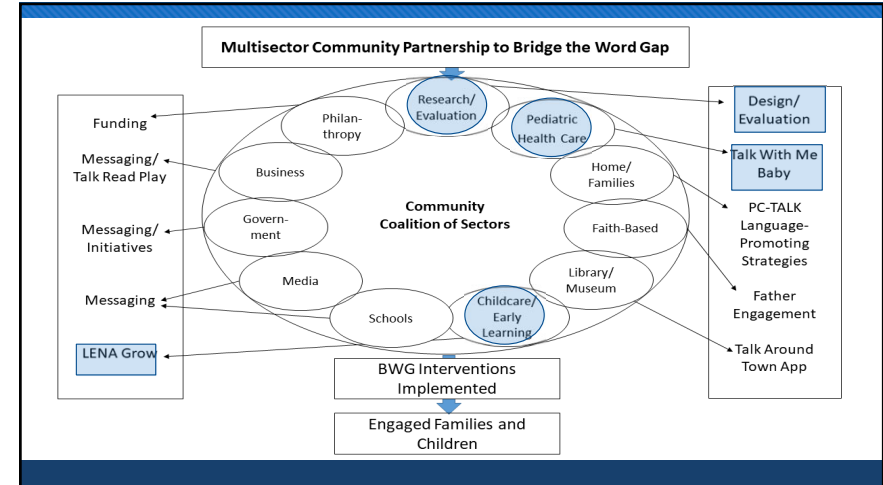 Multisector Community Partnership to Bridge the Word Gap
Funding
Messaging/
Talk Read Play
Messaging/
Initiatives
Messaging
LENA Grow
Research/
Evaluation
Philan-
thropy
Pediatric
Health Care
Business
Home/
Families
Govern-
ment
Community
Coalition of Sectors
Faith-Based
Media
Library/
Museum
Schools
Childcare/
Early
Learning
Design/
Evaluation
Talk With Me
Baby
PC-TALK
Language-
Promoting
Strategies
Father
Engagement
Talk Around
Town App
BWG Interventions
Implemented
Engaged Families and
Children